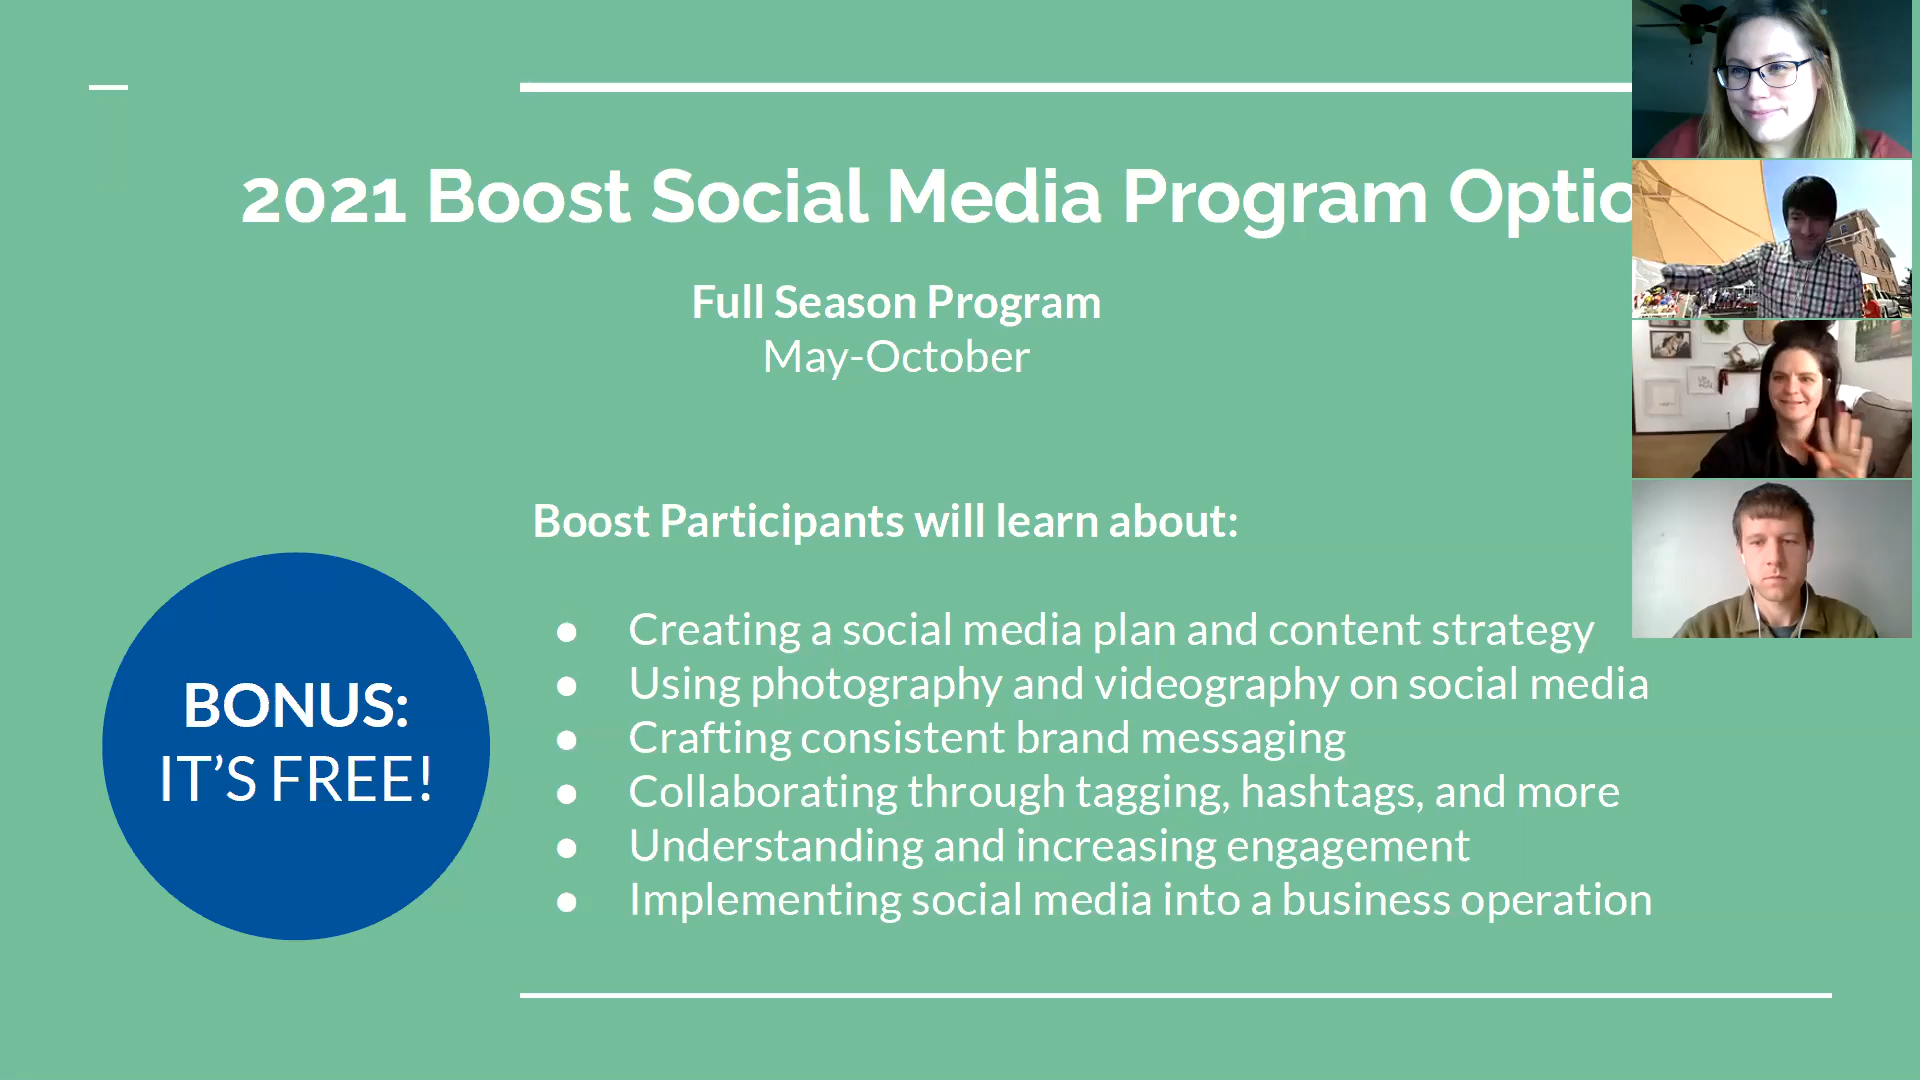 2021 Boost Social Media Program Optio
Full Season Program
May-October
Boost Participants will learn about:
● Creating a social media plan and content strategy
● Using photography and videography on social media
● Crafting consistent brand messaging
● Collaborating through tagging, hashtags, and more
● Understanding and increasing engagement
● Implementing social media into a business operation
BONUS:
IT’S FREE!